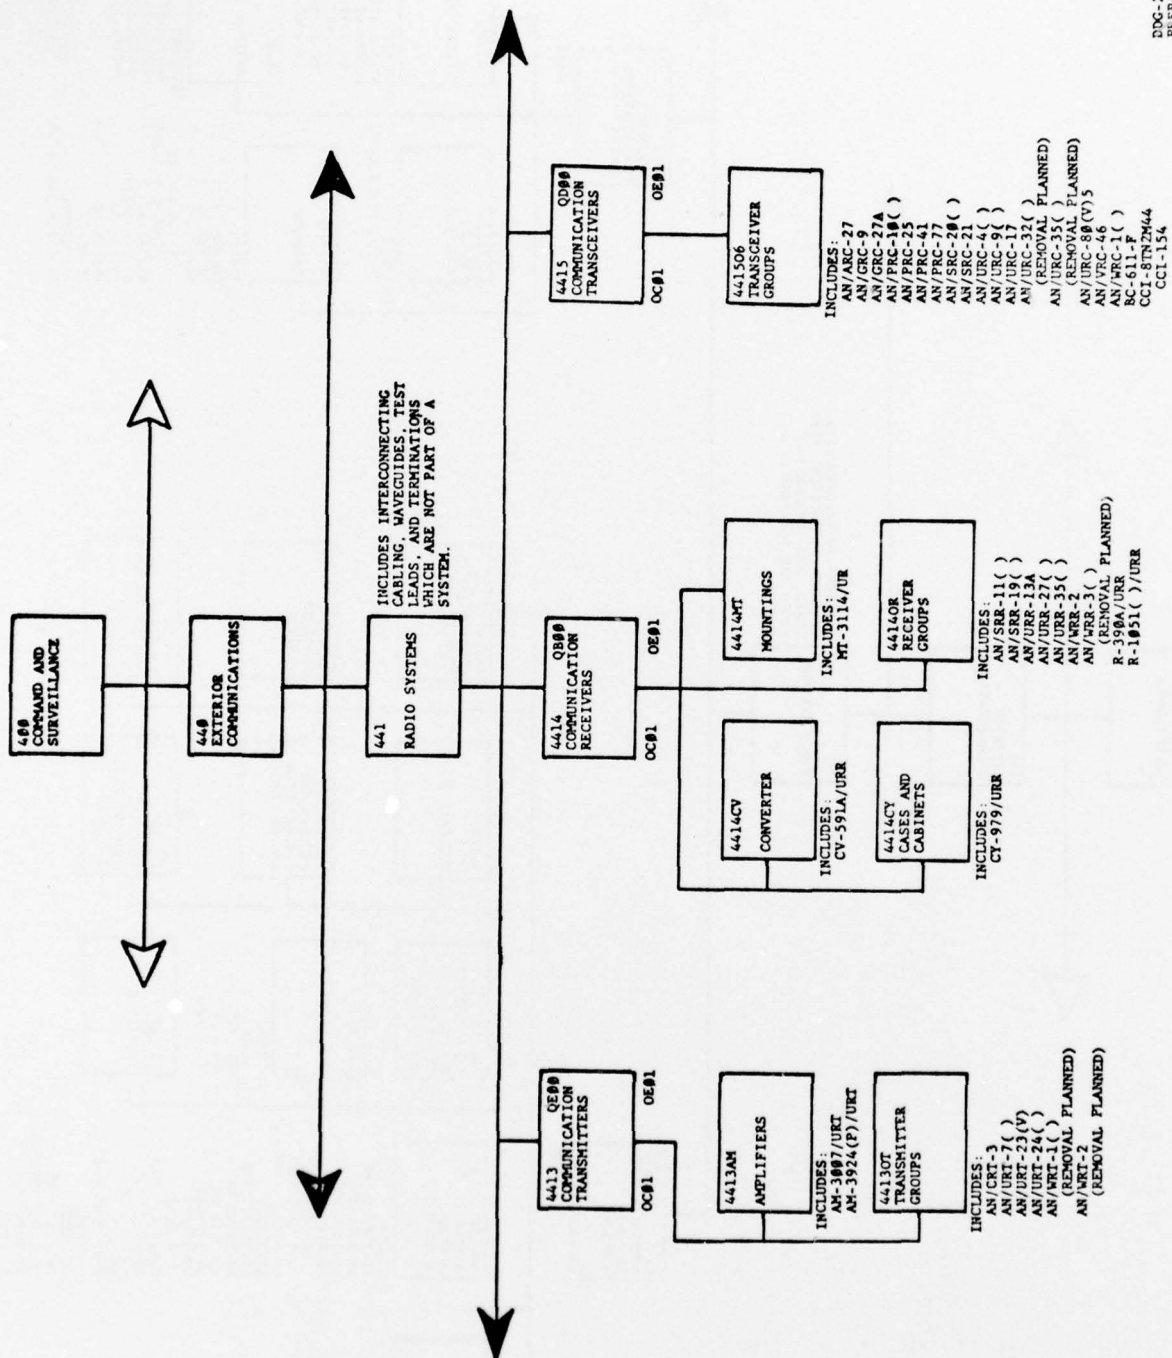 400
COMMAND AND
SURVEILLANCE
440
EXTERIOR
COMMUNICATIONS
441
RADIO SYSTEMS
INCLUDES INTERCONNECTING
CABLING, WAVEGUIDES, TEST
LEADS, AND TERMINATIONS
WHICH ARE NOT PART OF A
SYSTEM.
4413 QE00
COMMUNICATION
TRANSMITTERS
OC01 OE01
4413AM
AMPLIFIERS
INCLUDES:
AM-3007/URT
AM-3924(P)/URT
4413OT
TRANSMITTER
GROUPS
INCLUDES:
AN/CRT-3
AN/URT-7( )
AN/URT-23(V)
AN/URT-24( )
AN/WRT-1( )
(REMOVAL PLANNED)
AN/WRT-2
(REMOVAL PLANNED)
4414 QB00
COMMUNICATION
RECEIVERS
OC01 OE01
4414CV
CONVERTER
INCLUDES:
CV-591A/URR
4414CY
CASES AND
CABINETS
INCLUDES:
CY-979/URR
4414MT
MOUNTINGS
INCLUDES:
MT-3114/UR
4414OR
RECEIVER
GROUPS
INCLUDES:
AN/SRR-11( )
AN/SRR-19( )
AN/URR-13A
AN/URR-27( )
AN/URR-35( )
AN/WRR-2
AN/WRR-3( )
(REMOVAL PLANNED)
R-390A/URR
R-1051( )/URR
4415 QD00
COMMUNICATION
TRANSCEIVERS
OC01 OE01
4415O6
TRANSCEIVER
GROUPS
INCLUDES:
AN/ARC-27
AN/GRC-9
AN/GRC-27A
AN/PRC-10( )
AN/PRC-25
AN/PRC-41
AN/PRC-77
AN/SRC-20( )
AN/SRC-21
AN/URC-4( )
AN/URC-9( )
AN/URC-17
AN/URC-32( )
(REMOVAL PLANNED)
AN/URC-35( )
(REMOVAL PLANNED)
AN/URC-80(V)5
AN/VRC-46
AN/WRC-1( )
BC-611-F
CCI-8TN2M44
CCI-154